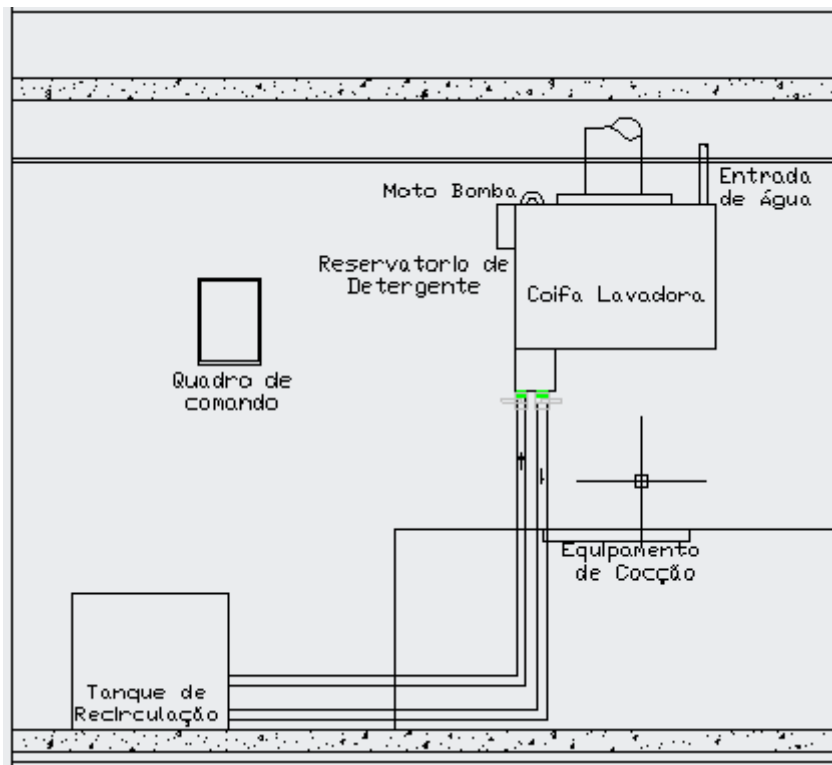 Entrada
de Água
Moto Bomba
Reservatorio de
Detergente
Coifa Lavadora
Quadro de
comando
Equipamento
de Cocção
Tanque de
Recirculação